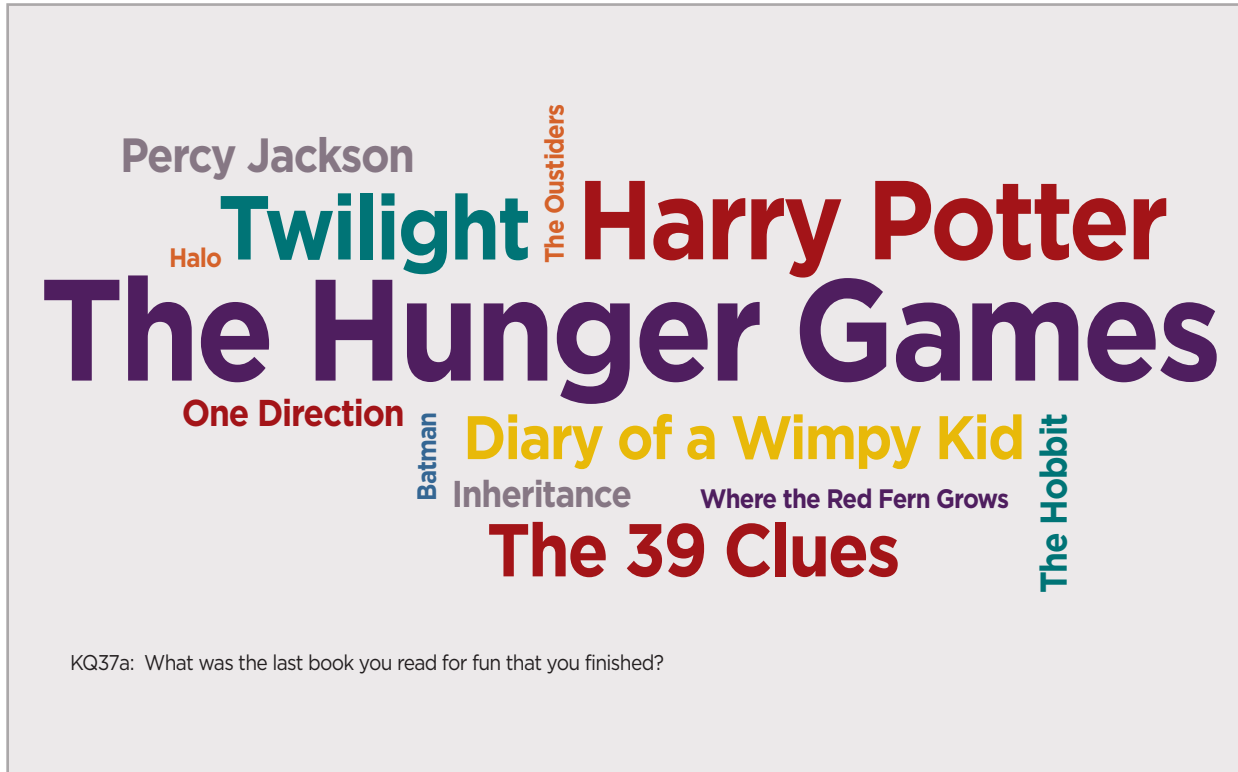 Percy Jackson
The Oustiders
Twilight
Harry Potter
Halo
The Hunger Games
One Direction
Batman
Diary of a Wimpy Kid
The Hobbit
Inheritance
Where the Red Fern Grows
The 39 Clues
KQ37a: What was the last book you read for fun that you finished?